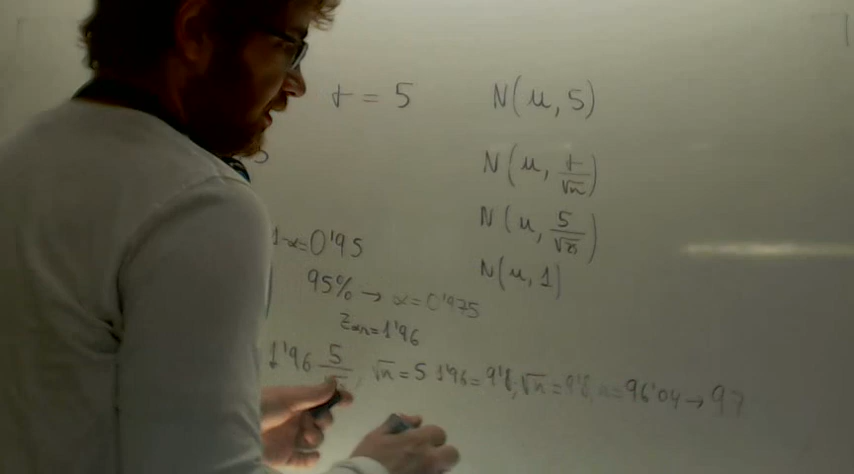 σ = 5
N(μ, 5)
N(μ, σ/√n)
N(μ, 5/√25)
N(μ, 1)
1-α=0'95
95% → α=0'975
Zα/2=1'96
1'96 5/√n; √n = 5·1'96=9'8; √n=9'8; n=96'04→97